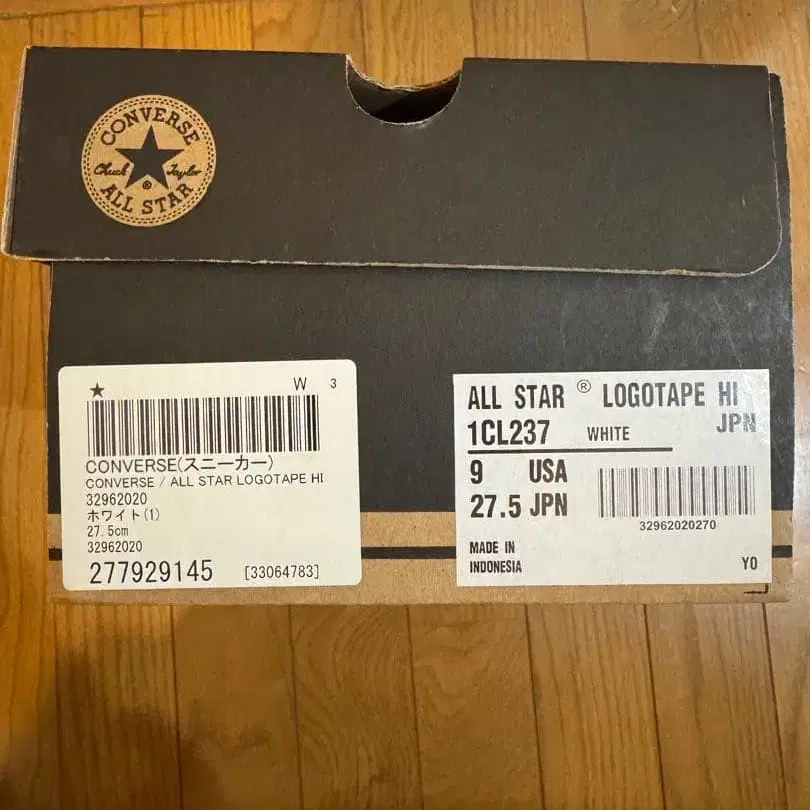 CONVERSE
Chuck Taylor
®
ALL STAR
★ W 3
CONVERSE(スニーカー)
CONVERSE / ALL STAR LOGOTAPE HI
32962020
ホワイト(1)
27.5cm
32962020
277929145 [33064783]
ALL STAR ® LOGOTAPE HI
1CL237 WHITE JPN
9 USA
27.5 JPN
32962020270
MADE IN
INDONESIA
YO